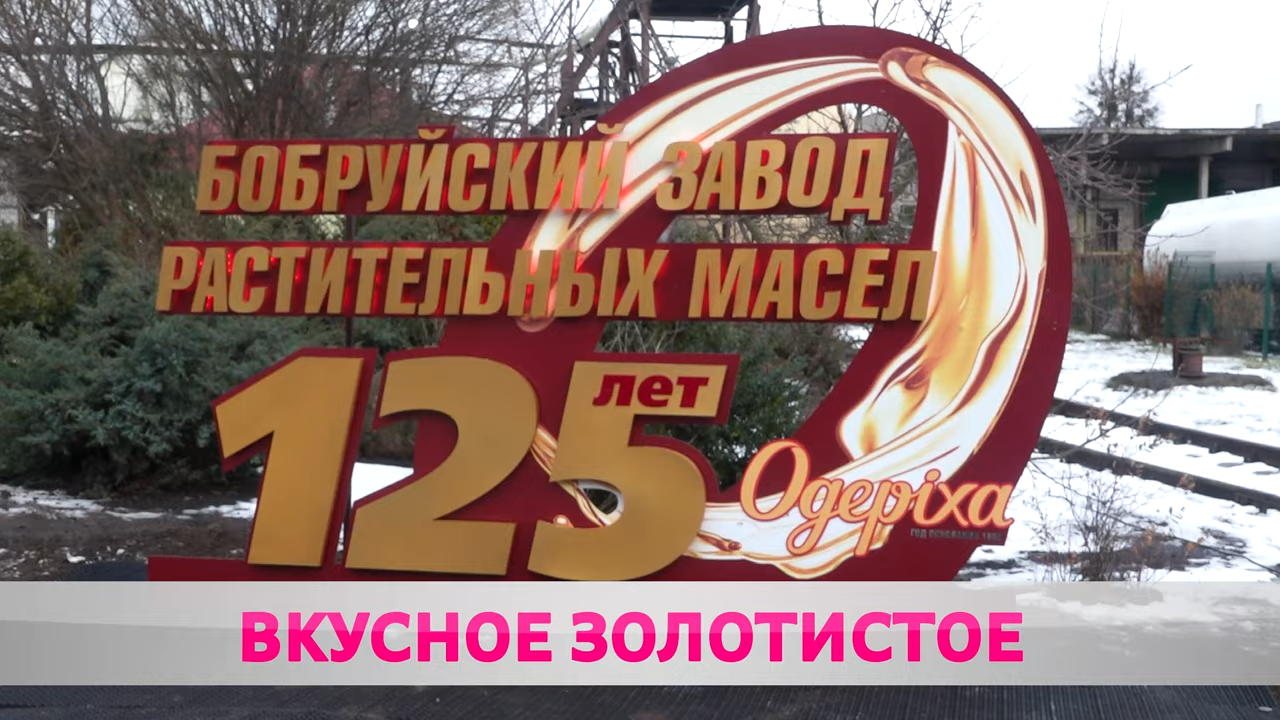 БОБРУЙСКИЙ ЗАВОД
РАСТИТЕЛЬНЫХ МАСЕЛ
125 лет
Одеріха
ВКУСНОЕ ЗОЛОТИСТОЕ